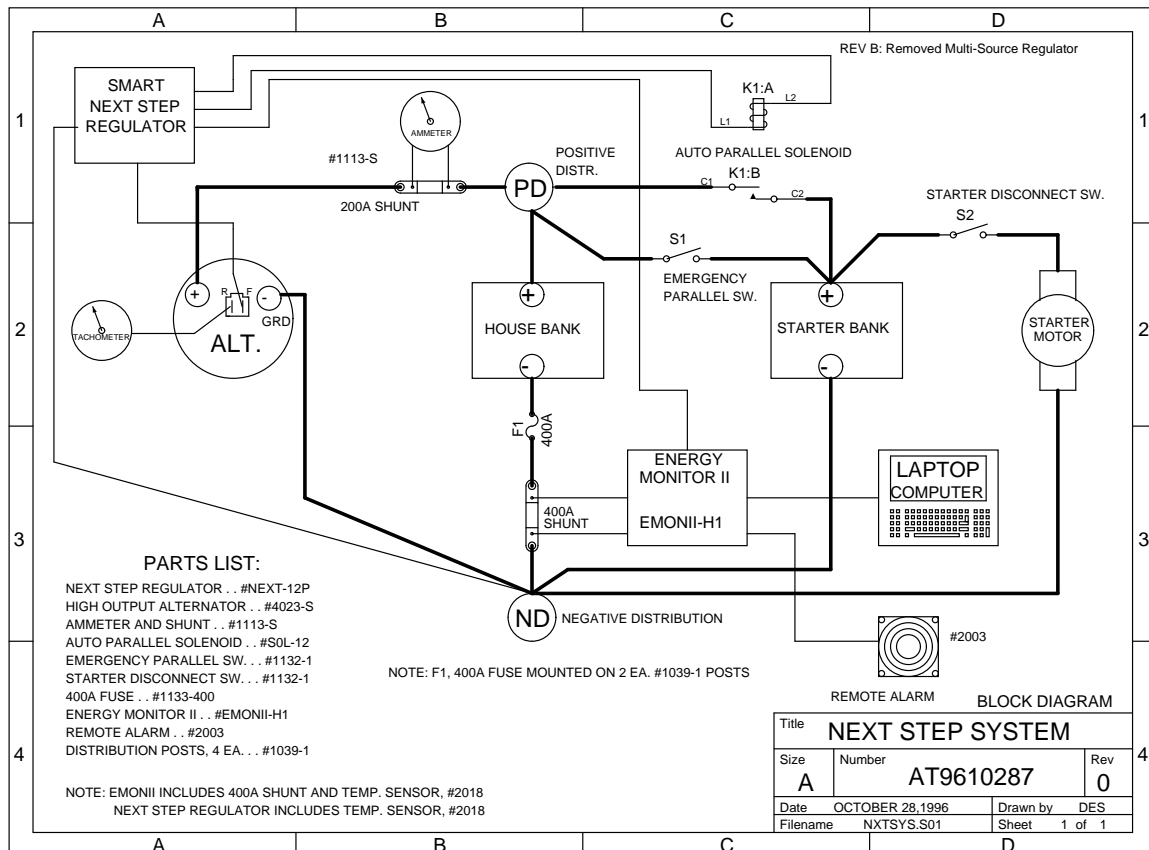 A B C D
REV B: Removed Multi-Source Regulator
SMART
NEXT STEP
REGULATOR
K1:A
L2
L1
1 1
AMMETER
#1113-S
200A SHUNT
POSITIVE
DISTR.
PD
AUTO PARALLEL SOLENOID
C1
K1:B
C2
STARTER DISCONNECT SW.
S2
S1
EMERGENCY
PARALLEL SW.
+
R F
-
GRD
ALT.
TACHOMETER
2 2
+
HOUSE BANK
-
+
STARTER BANK
-
STARTER
MOTOR
F1
400A
ENERGY
MONITOR II
EMONII-H1
400A
SHUNT
LAPTOP
COMPUTER
3 3
PARTS LIST:
NEXT STEP REGULATOR . . #NEXT-12P
HIGH OUTPUT ALTERNATOR . . #4023-S
AMMETER AND SHUNT . . #1113-S
AUTO PARALLEL SOLENOID . . #S0L-12
EMERGENCY PARALLEL SW. . . #1132-1
STARTER DISCONNECT SW. . . #1132-1
400A FUSE . . #1133-400
ENERGY MONITOR II . . #EMONII-H1
REMOTE ALARM . . #2003
DISTRIBUTION POSTS, 4 EA. . . #1039-1
ND
NEGATIVE DISTRIBUTION
#2003
REMOTE ALARM
NOTE: F1, 400A FUSE MOUNTED ON 2 EA. #1039-1 POSTS
NOTE: EMONII INCLUDES 400A SHUNT AND TEMP. SENSOR, #2018
NEXT STEP REGULATOR INCLUDES TEMP. SENSOR, #2018
BLOCK DIAGRAM
Title NEXT STEP SYSTEM
Size A
Number AT9610287
Rev 0
Date OCTOBER 28,1996 Drawn by DES
Filename NXTSYS.S01 Sheet 1 of 1
4 4
A B C D